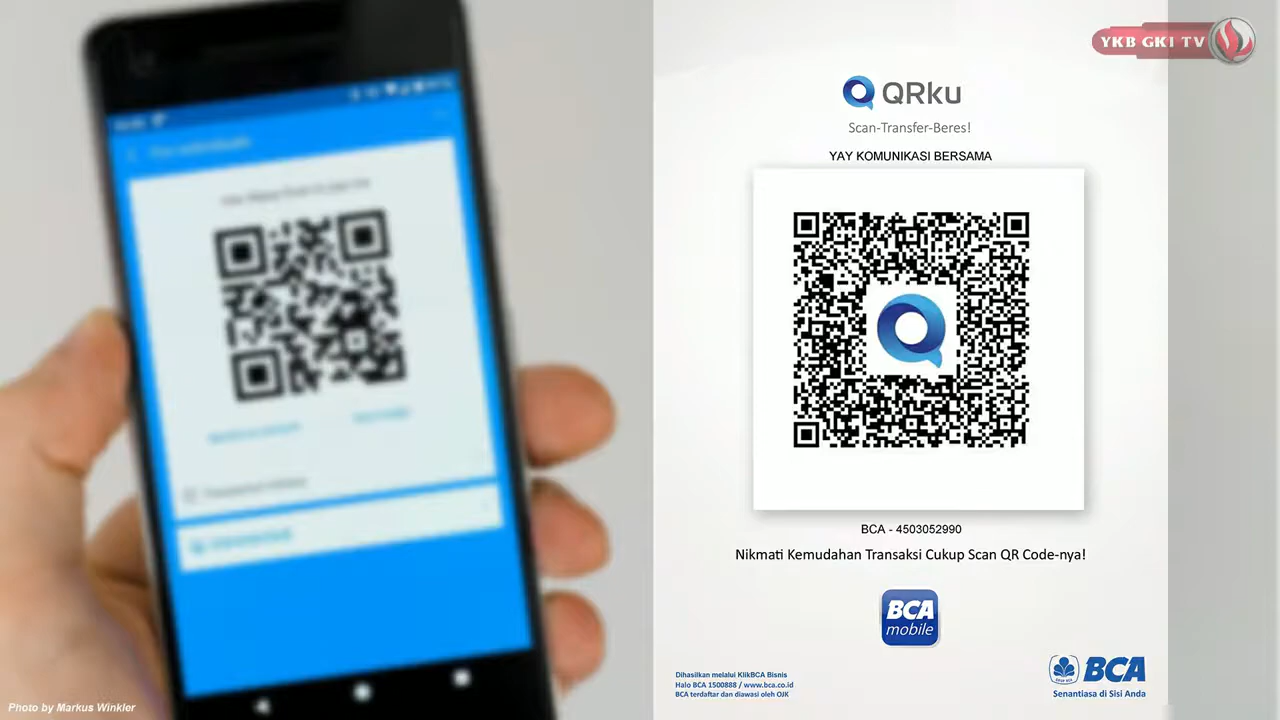 YKB GKI TV
QRku
Scan-Transfer-Beres!
YAY KOMUNIKASI BERSAMA
BCA - 4503052990
Nikmati Kemudahan Transaksi Cukup Scan QR Code-nya!
BCA
mobile
Dihasilkan melalui KlikBCA Bisnis
Halo BCA 1500888 / www.bca.co.id
BCA terdaftar dan diawasi oleh OJK
BCA
Senantiasa di Sisi Anda
Photo by Markus Winkler